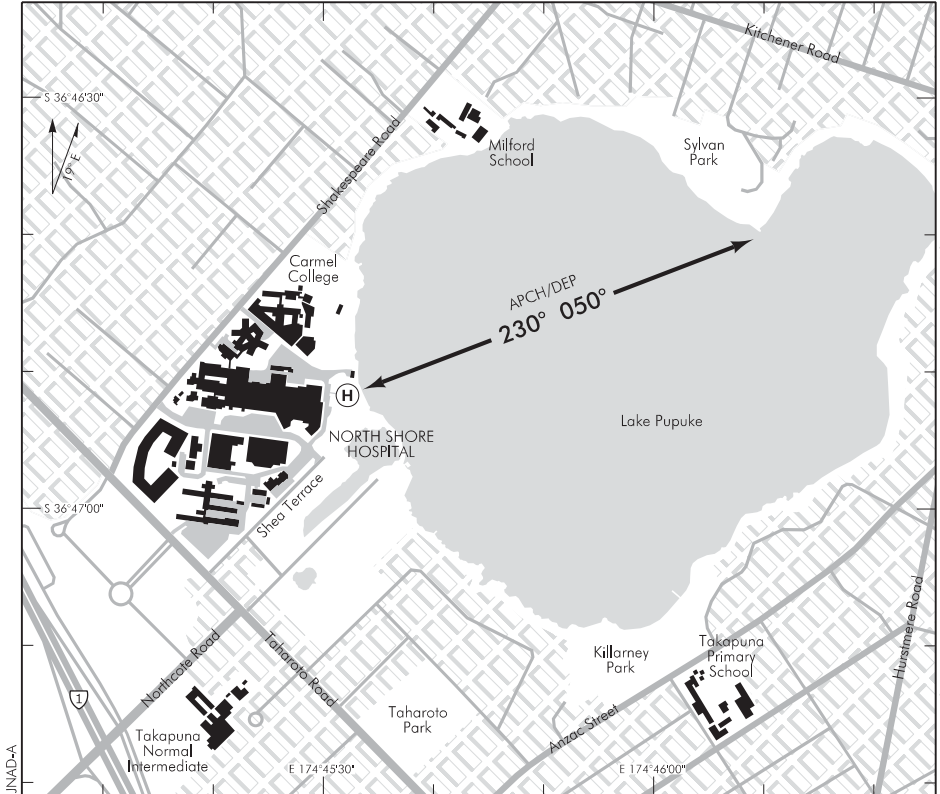 Kitchener Road
S 36°46'30"
19° E
Shakespeare Road
Milford
School
Sylvan
Park
Carmel
College
APCH/DEP
230° 050°
H
Lake Pupuke
NORTH SHORE
HOSPITAL
S 36°47'00"
Shea Terrace
Northcote Road
Taharoto Road
Killarney
Park
Takapuna
Primary
School
Hurstmere Road
1
Takapuna
Normal
Intermediate
Taharoto
Park
Anzac Street
E 174°45'30"
E 174°46'00"
JNAD-A